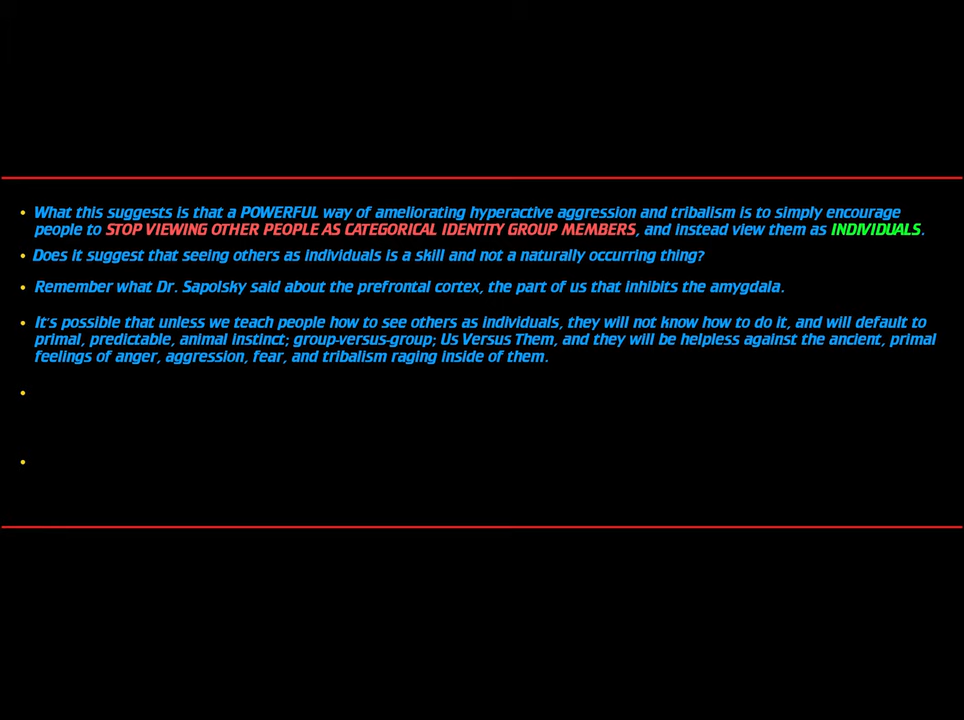 • What this suggests is that a POWERFUL way of ameliorating hyperactive aggression and tribalism is to simply encourage
people to STOP VIEWING OTHER PEOPLE AS CATEGORICAL IDENTITY GROUP MEMBERS, and instead view them as INDIVIDUALS.
• Does it suggest that seeing others as individuals is a skill and not a naturally occurring thing?
• Remember what Dr. Sapolsky said about the prefrontal cortex, the part of us that inhibits the amygdala.
• It's possible that unless we teach people how to see others as individuals, they will not know how to do it, and will default to
primal, predictable, animal instinct; group-versus-group; Us Versus Them, and they will be helpless against the ancient, primal
feelings of anger, aggression, fear, and tribalism raging inside of them.
•
•